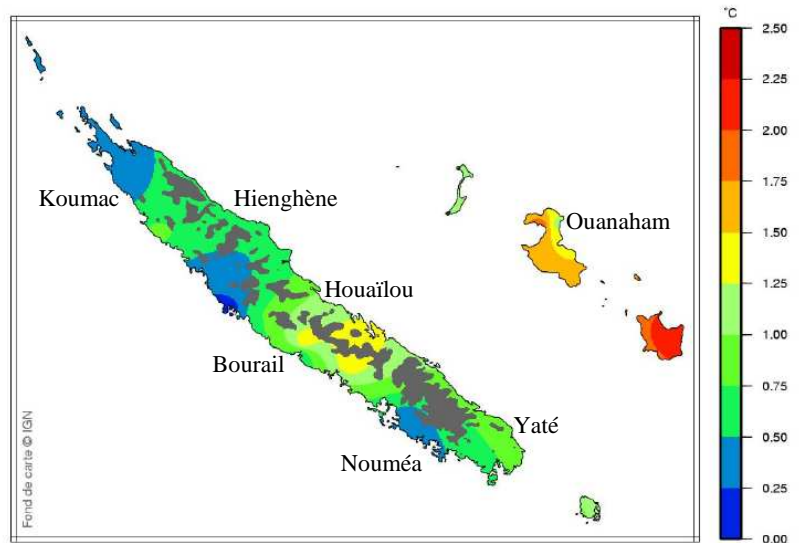 °C
2.50
2.25
2.00
1.75
1.50
1.25
1.00
0.75
0.50
0.25
0.00
Koumac
Hienghène
Ouanaham
Houaïlou
Bourail
Yaté
Nouméa
Fond de carte © IGN